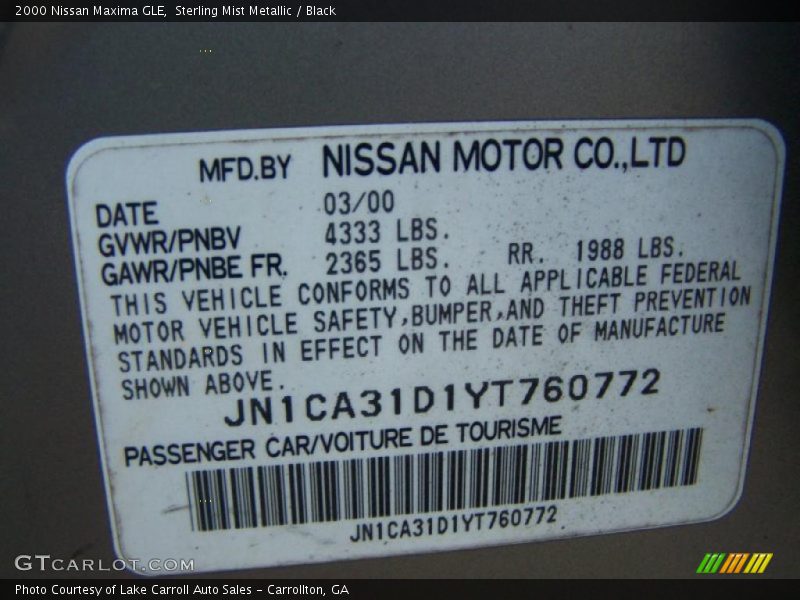 2000 Nissan Maxima GLE, Sterling Mist Metallic / Black
MFD.BY NISSAN MOTOR CO.,LTD
DATE 03/00
GVWR/PNBV 4333 LBS.
GAWR/PNBE FR. 2365 LBS. RR. 1988 LBS.
THIS VEHICLE CONFORMS TO ALL APPLICABLE FEDERAL
MOTOR VEHICLE SAFETY,BUMPER,AND THEFT PREVENTION
STANDARDS IN EFFECT ON THE DATE OF MANUFACTURE
SHOWN ABOVE.
JN1CA31D1YT760772
PASSENGER CAR/VOITURE DE TOURISME
JN1CA31D1YT760772
GTCARLOT.COM
Photo Courtesy of Lake Carroll Auto Sales - Carrollton, GA